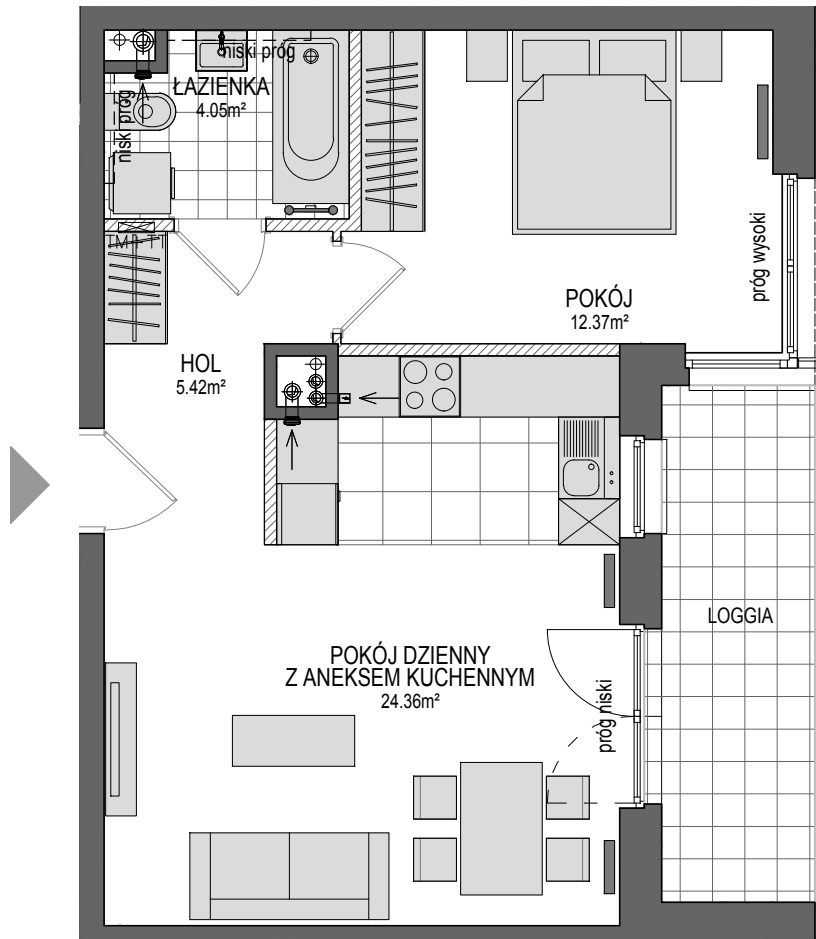 niski próg
ŁAZIENKA
4.05m²
niski próg
próg wysoki
POKÓJ
12.37m²
HOL
5.42m²
LOGGIA
POKÓJ DZIENNY
Z ANEKSEM KUCHENNYM
24.36m²
próg niski